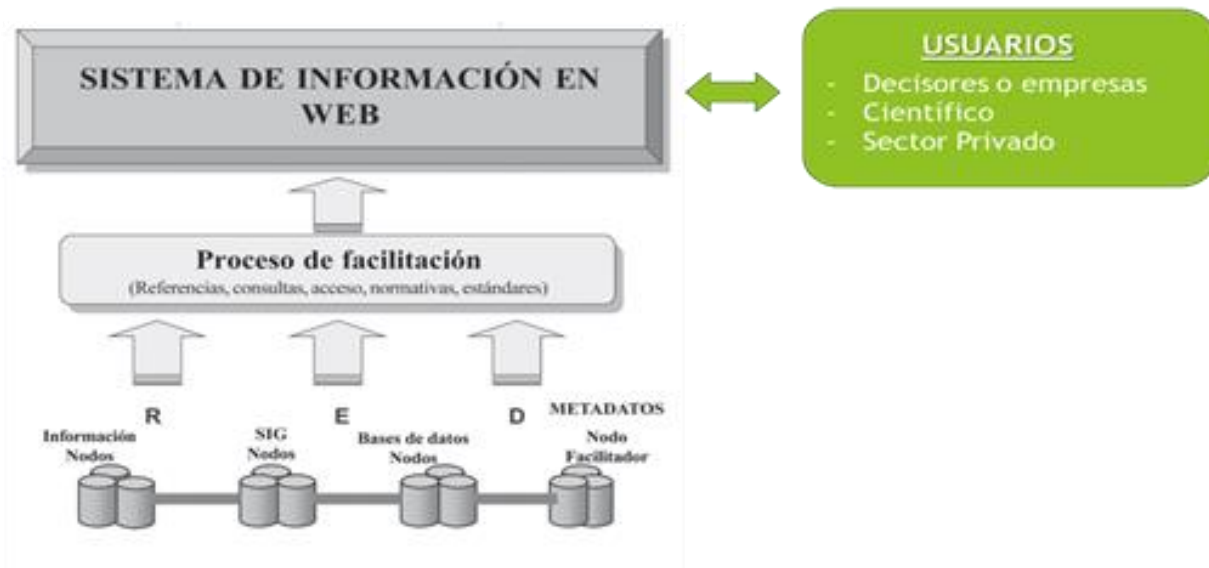 SISTEMA DE INFORMACIÓN EN
WEB
USUARIOS
- Decisores o empresas
- Científico
- Sector Privado
Proceso de facilitación
(Referencias, consultas, acceso, normativas, estándares)
R E D
METADATOS
Información
Nodos
SIG
Nodos
Bases de datos
Nodos
Nodo
Facilitador